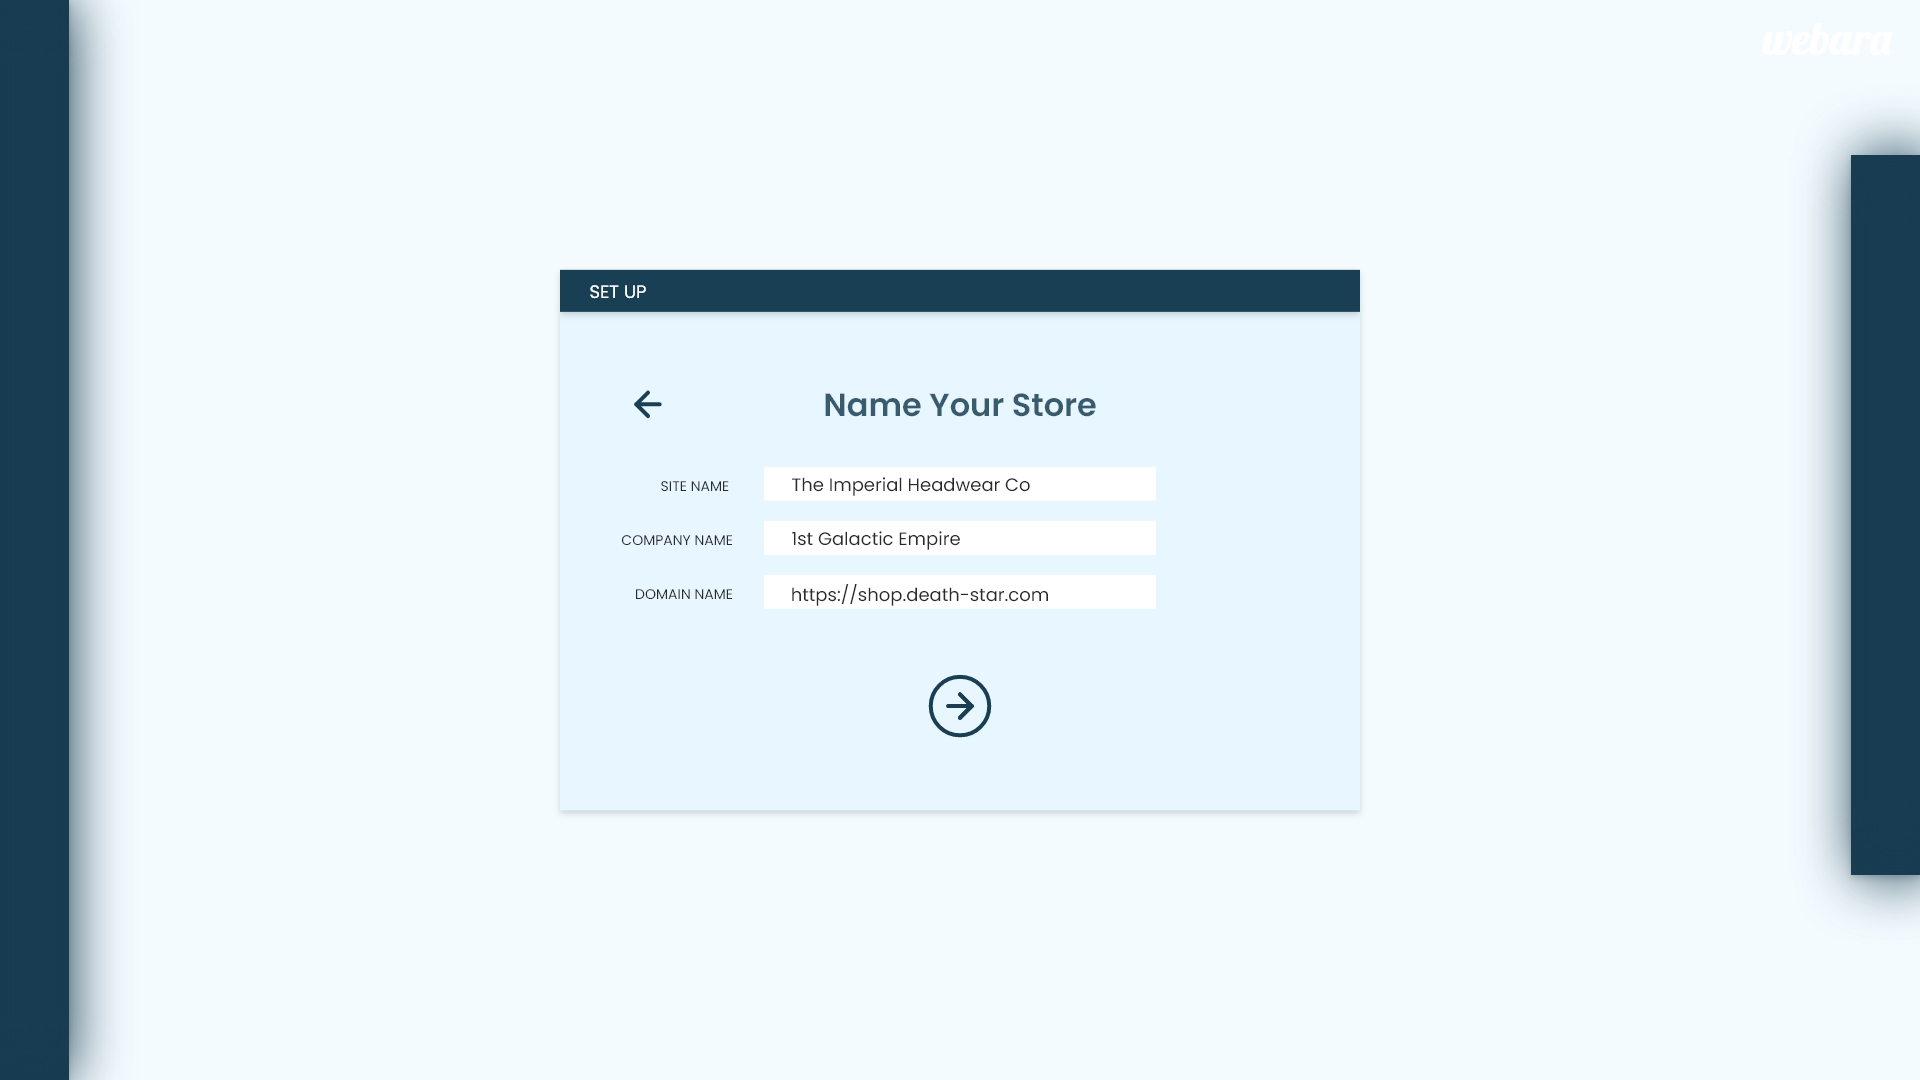 webara
SET UP
Name Your Store
SITE NAME
The Imperial Headwear Co
COMPANY NAME
1st Galactic Empire
DOMAIN NAME
https://shop.death-star.com